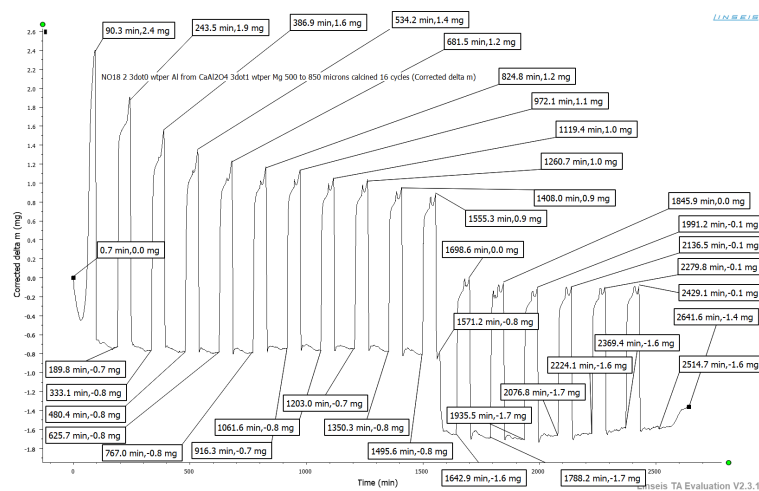 LINSEIS
90.3 min,2.4 mg
243.5 min,1.9 mg
386.9 min,1.6 mg
534.2 min,1.4 mg
681.5 min,1.2 mg
NO18 2 3dot0 wtper Al from CaAl2O4 3dot1 wtper Mg 500 to 850 microns calcined 16 cycles (Corrected delta m)
824.8 min,1.2 mg
972.1 min,1.1 mg
1119.4 min,1.0 mg
1260.7 min,1.0 mg
1408.0 min,0.9 mg
1555.3 min,0.9 mg
1845.9 min,0.0 mg
1991.2 min,-0.1 mg
2136.5 min,-0.1 mg
1698.6 min,0.0 mg
2279.8 min,-0.1 mg
2429.1 min,-0.1 mg
2641.6 min,-1.4 mg
0.7 min,0.0 mg
1571.2 min,-0.8 mg
2369.4 min,-1.6 mg
2514.7 min,-1.6 mg
189.8 min,-0.7 mg
333.1 min,-0.8 mg
480.4 min,-0.8 mg
625.7 min,-0.8 mg
767.0 min,-0.8 mg
916.3 min,-0.7 mg
1061.6 min,-0.8 mg
1203.0 min,-0.7 mg
1350.3 min,-0.8 mg
1495.6 min,-0.8 mg
2224.1 min,-1.6 mg
2076.8 min,-1.7 mg
1935.5 min,-1.7 mg
1642.9 min,-1.6 mg
1788.2 min,-1.7 mg
Corrected delta m (mg)
2.6
2.4
2.2
2.0
1.8
1.6
1.4
1.2
1.0
0.8
0.6
0.4
0.2
0.0
-0.2
-0.4
-0.6
-0.8
-1.0
-1.2
-1.4
-1.6
-1.8
0
500
1000
1500
2000
2500
Time (min)
Linseis TA Evaluation V2.3.1